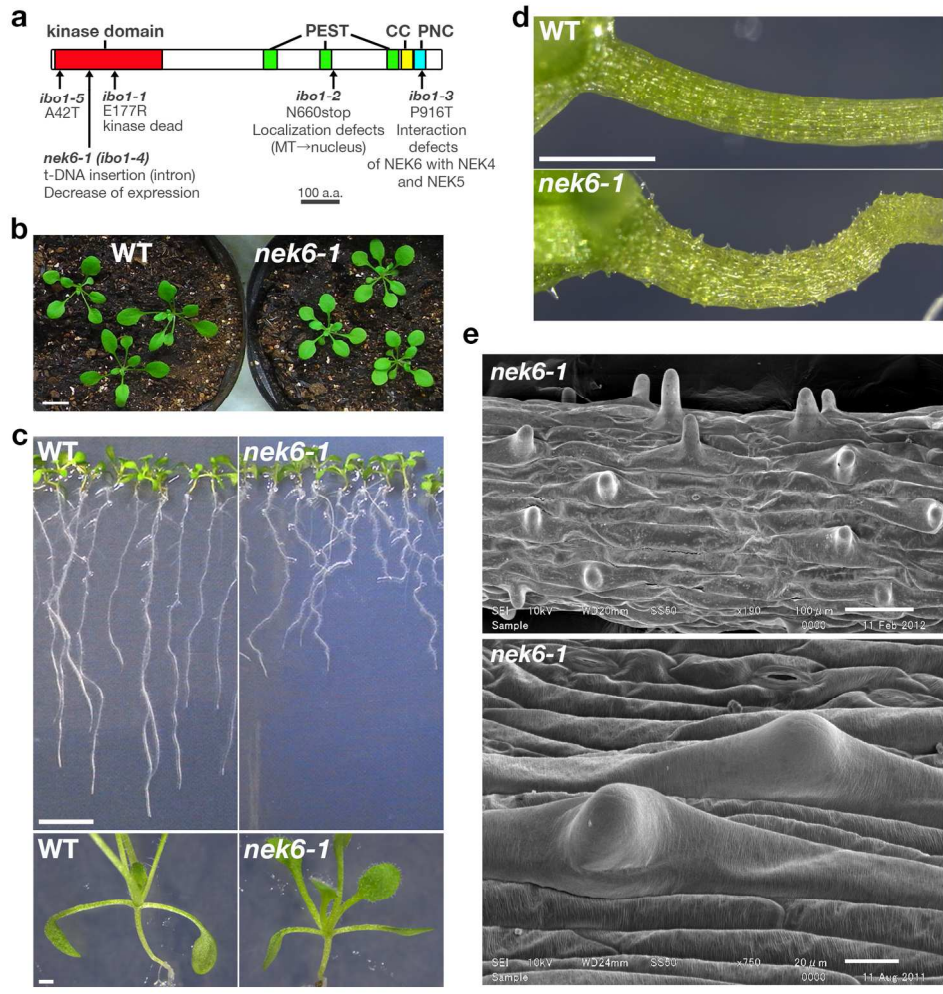 a
kinase domain
PEST
CC PNC
ibo1-5
A42T
ibo1-1
E177R
kinase dead
ibo1-2
N660stop
Localization defects
(MT→nucleus)
ibo1-3
P916T
Interaction
defects
of NEK6 with NEK4
and NEK5
nek6-1 (ibo1-4)
t-DNA insertion (intron)
Decrease of expression
100 a.a.
b
WT
nek6-1
c
WT
nek6-1
WT
nek6-1
d
WT
nek6-1
e
nek6-1
SEI 10kV WD20mm SS50 x190 100μm
Sample 0000 11 Feb 2012
nek6-1
SEI 10kV WD24mm SS50 x750 20μm
Sample 0000 11 Aug 2011